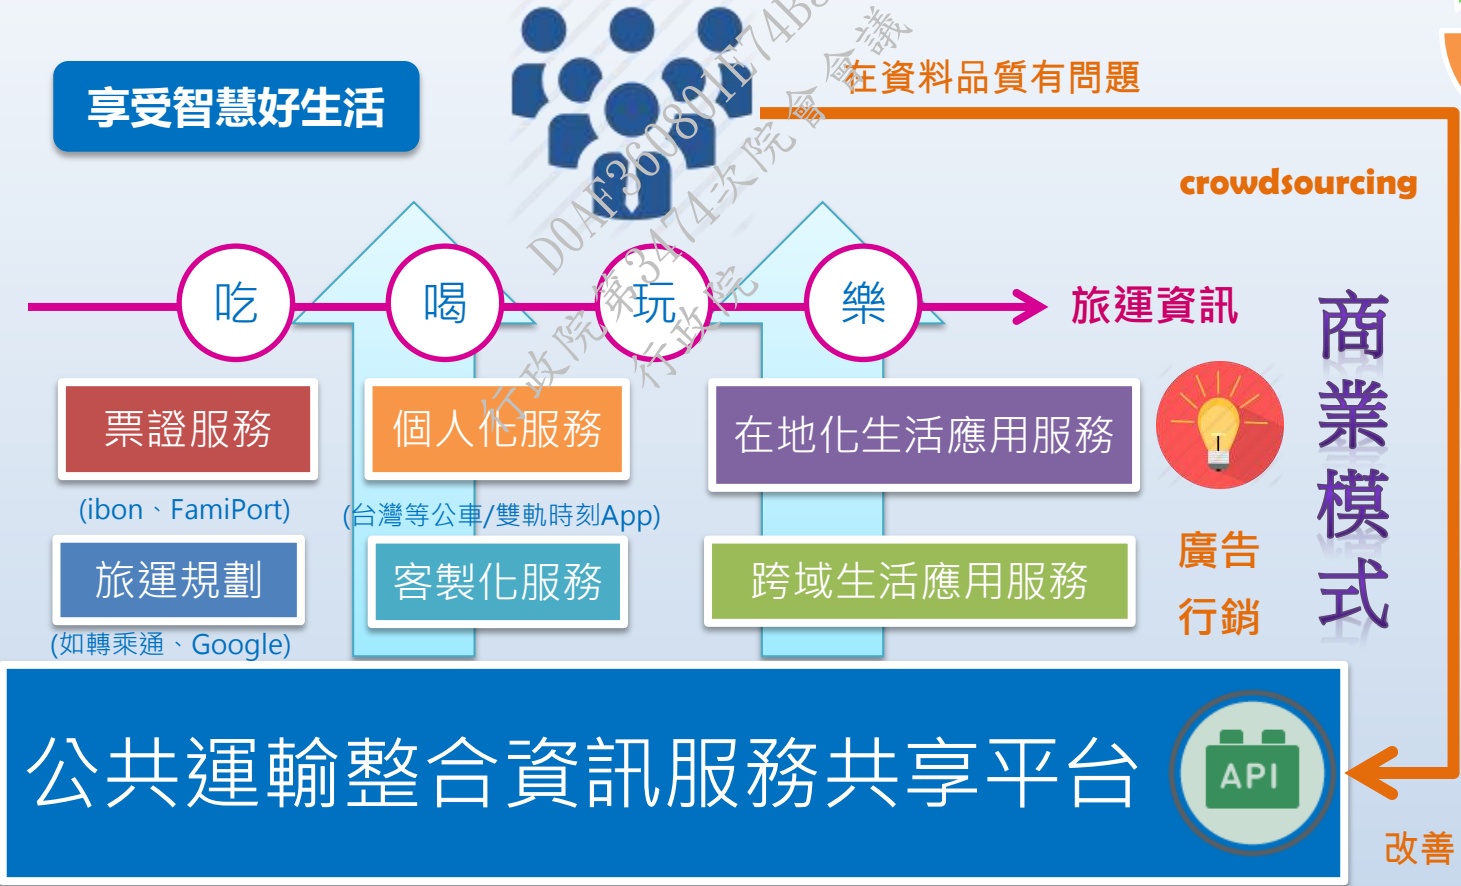 享受智慧好生活
在資料品質有問題
crowdsourcing
吃
喝
玩
樂
旅運資訊
商業模式
票證服務
個人化服務
在地化生活應用服務
(ibon、FamiPort)
(台灣等公車/雙軌時刻App)
旅運規劃
客製化服務
跨域生活應用服務
廣告
行銷
(如轉乘通、Google)
公共運輸整合資訊服務共享平台
API
改善
行政院第3474次院會會議
行政院